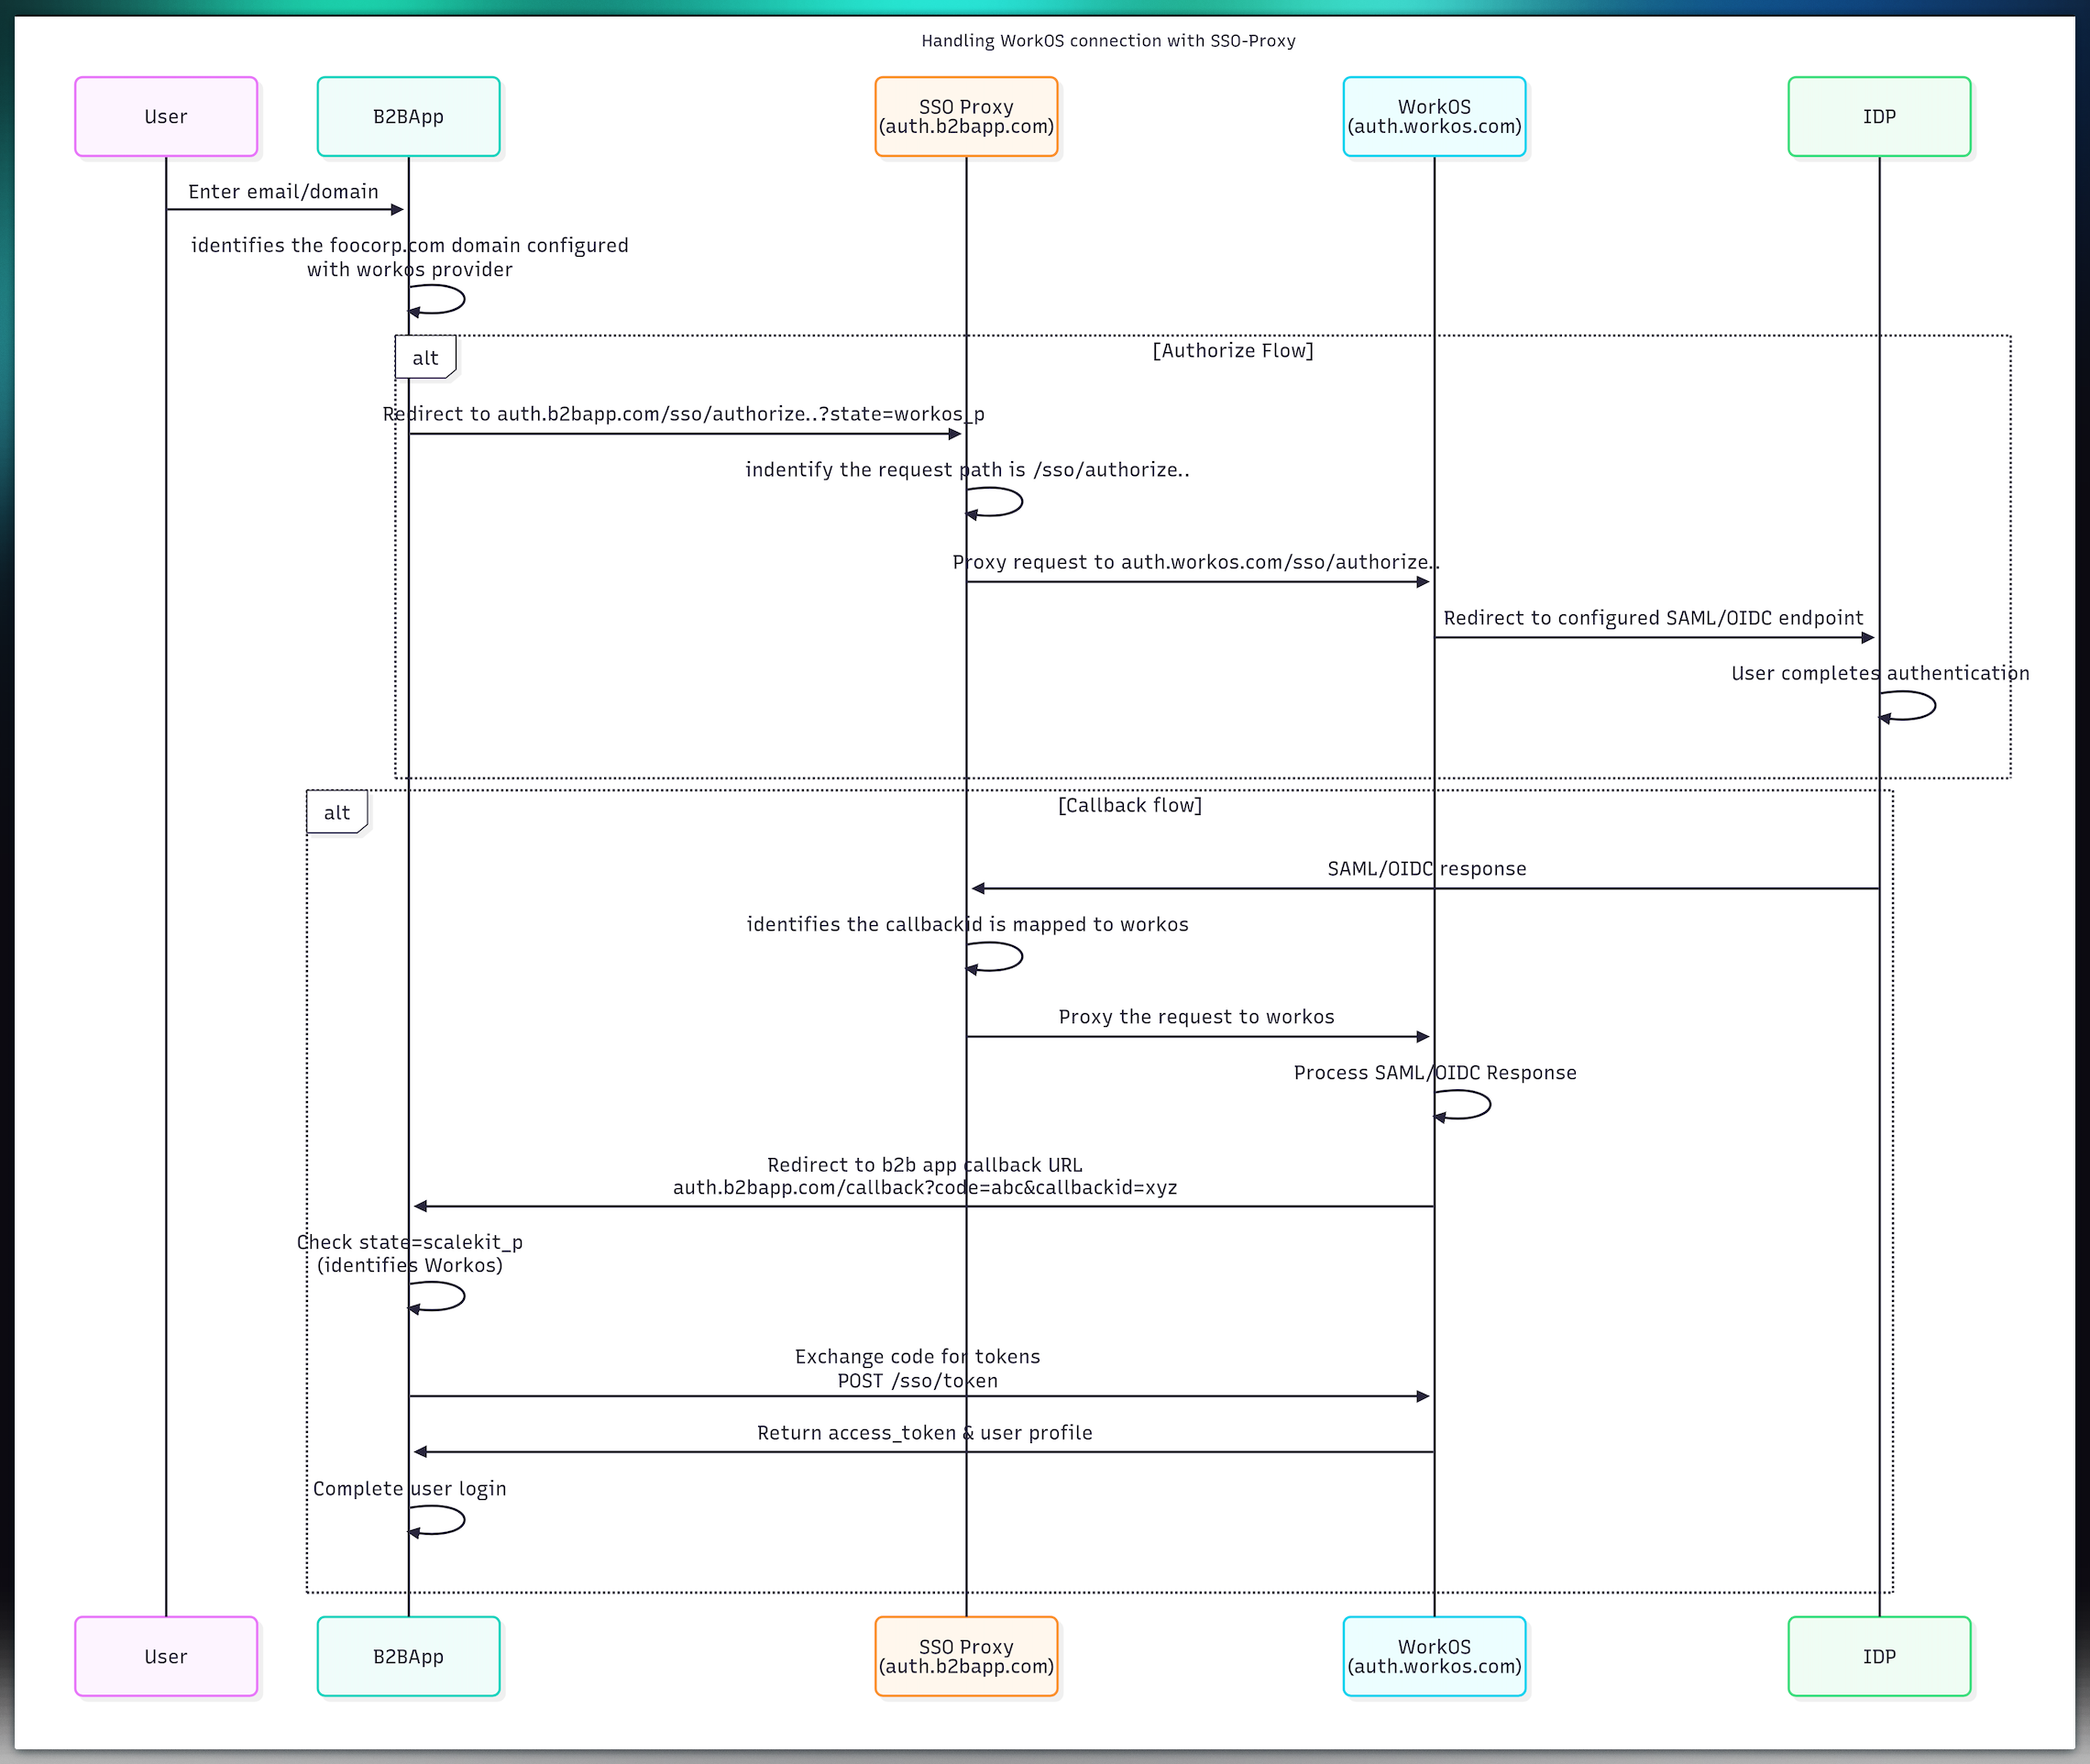 Handling WorkOS connection with SSO-Proxy
User
B2BApp
SSO Proxy
(auth.b2bapp.com)
WorkOS
(auth.workos.com)
IDP
Enter email/domain
identifies the foocorp.com domain configured
with workos provider
alt
[Authorize Flow]
Redirect to auth.b2bapp.com/sso/authorize..?state=workos_p
indentify the request path is /sso/authorize..
Proxy request to auth.workos.com/sso/authorize..
Redirect to configured SAML/OIDC endpoint
User completes authentication
alt
[Callback flow]
SAML/OIDC response
identifies the callbackid is mapped to workos
Proxy the request to workos
Process SAML/OIDC Response
Redirect to b2b app callback URL
auth.b2bapp.com/callback?code=abc&callbackid=xyz
Check state=scalekit_p
(identifies Workos)
Exchange code for tokens
POST /sso/token
Return access_token & user profile
Complete user login
User
B2BApp
SSO Proxy
(auth.b2bapp.com)
WorkOS
(auth.workos.com)
IDP